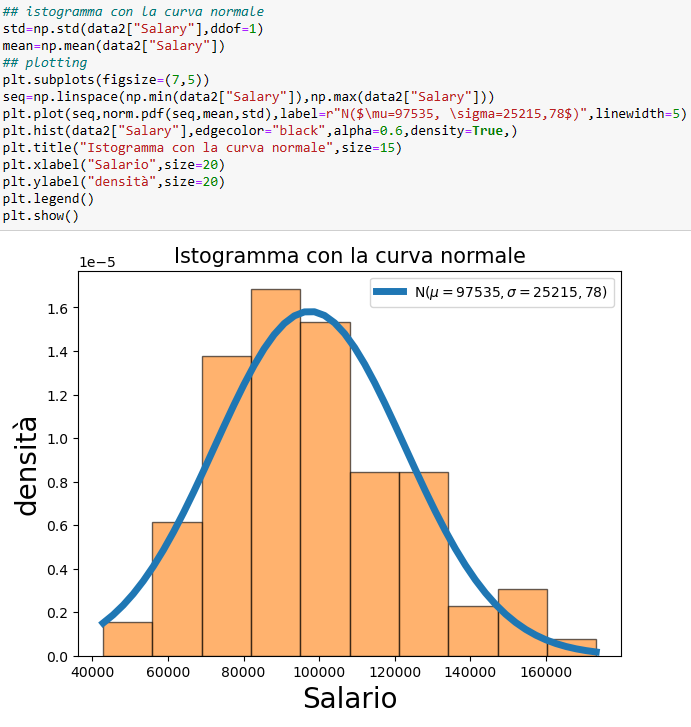 ## istogramma con la curva normale
std=np.std(data2["Salary"],ddof=1)
mean=np.mean(data2["Salary"])
## plotting
plt.subplots(figsize=(7,5))
seq=np.linspace(np.min(data2["Salary"]),np.max(data2["Salary"]))
plt.plot(seq,norm.pdf(seq,mean,std),label=r"N($\mu=97535, \sigma=25215,78$)",linewidth=5)
plt.hist(data2["Salary"],edgecolor="black",alpha=0.6,density=True,)
plt.title("Istogramma con la curva normale",size=15)
plt.xlabel("Salario",size=20)
plt.ylabel("densità",size=20)
plt.legend()
plt.show()
Istogramma con la curva normale
1e−5
N(μ = 97535, σ = 25215, 78)
1.6
1.4
1.2
1.0
0.8
0.6
0.4
0.2
0.0
densità
40000 60000 80000 100000 120000 140000 160000
Salario